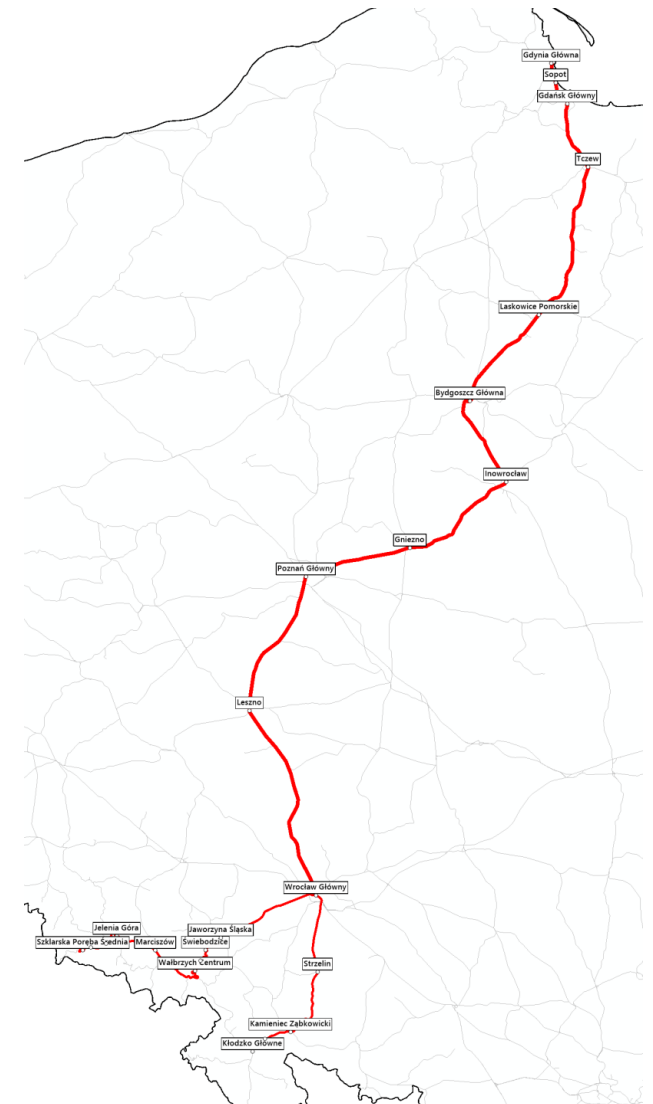 Gdynia Główna
Sopot
Gdańsk Główny
Tczew
Laskowice Pomorskie
Bydgoszcz Główna
Inowrocław
Gniezno
Poznań Główny
Leszno
Wrocław Główny
Jelenia Góra
Jaworzyna Śląska
Szklarska Poręba Średnia
Marciszów
Świebodzice
Wałbrzych Centrum
Strzelin
Kamieniec Ząbkowicki
Kłodzko Główne